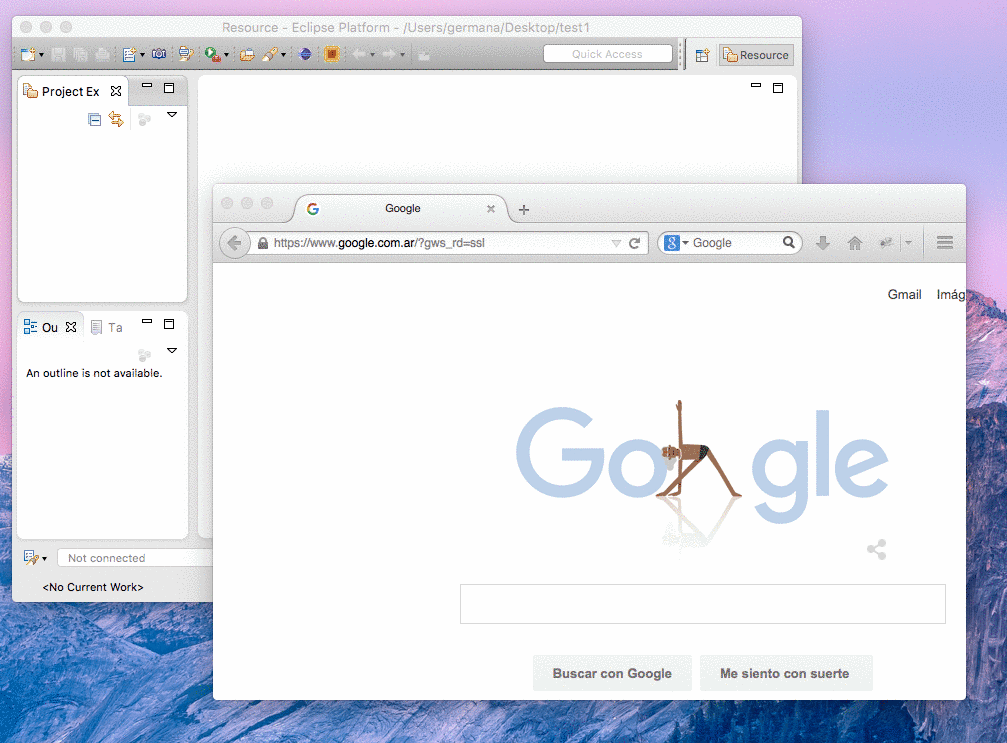 Resource - Eclipse Platform - /Users/germana/Desktop/test1
Quick Access
Resource
Project Ex
Ou
Ta
An outline is not available.
Not connected
<No Current Work>
Google
https://www.google.com.ar/?gws_rd=ssl
8
Google
Gmail
Imág
Google
Buscar con Google
Me siento con suerte